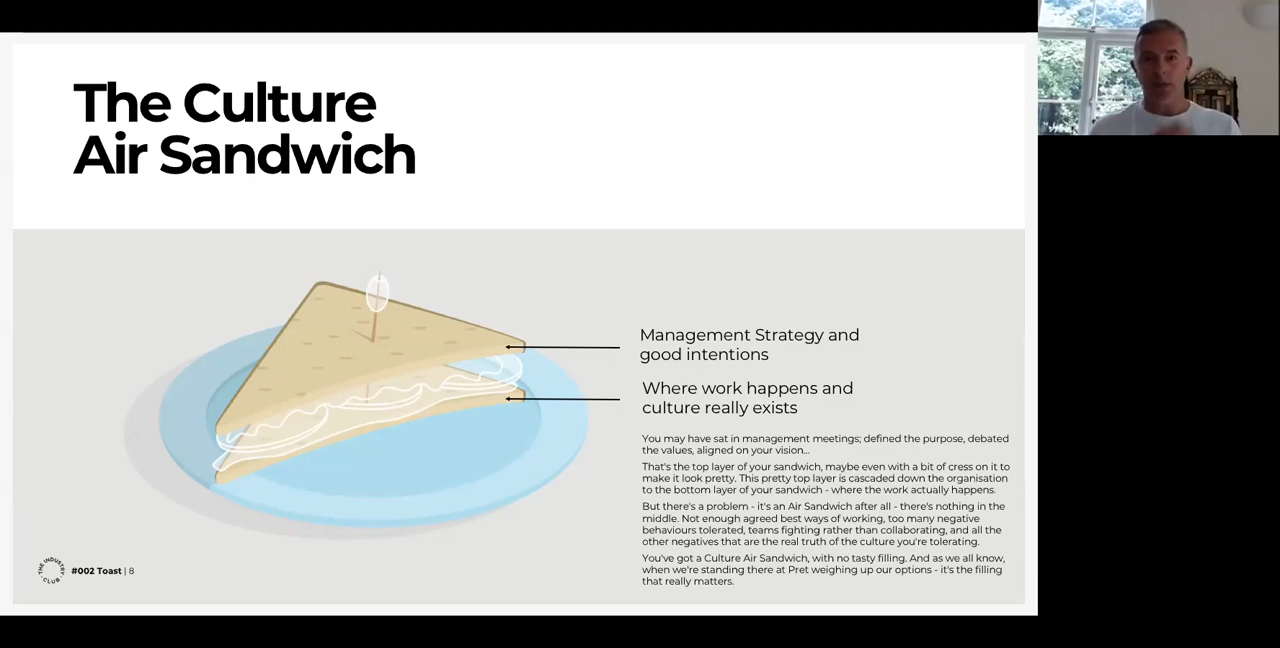 The Culture
Air Sandwich
Management Strategy and
good intentions
Where work happens and
culture really exists
You may have sat in management meetings; defined the purpose, debated
the values, aligned on your vision...
That's the top layer of your sandwich, maybe even with a bit of cress on it to
make it look pretty. This pretty top layer is cascaded down the organisation
to the bottom layer of your sandwich - where the work actually happens.
But there's a problem - it's an Air Sandwich after all - there's nothing in the
middle. Not enough agreed best ways of working, too many negative
behaviours tolerated, teams fighting rather than collaborating, and all the
other negatives that are the real truth of the culture you're tolerating.
You've got a Culture Air Sandwich, with no tasty filling. And as we all know,
when we're standing there at Pret weighing up our options - it's the filling
that really matters.
THE INDUSTRY CLUB
#002 Toast | 8